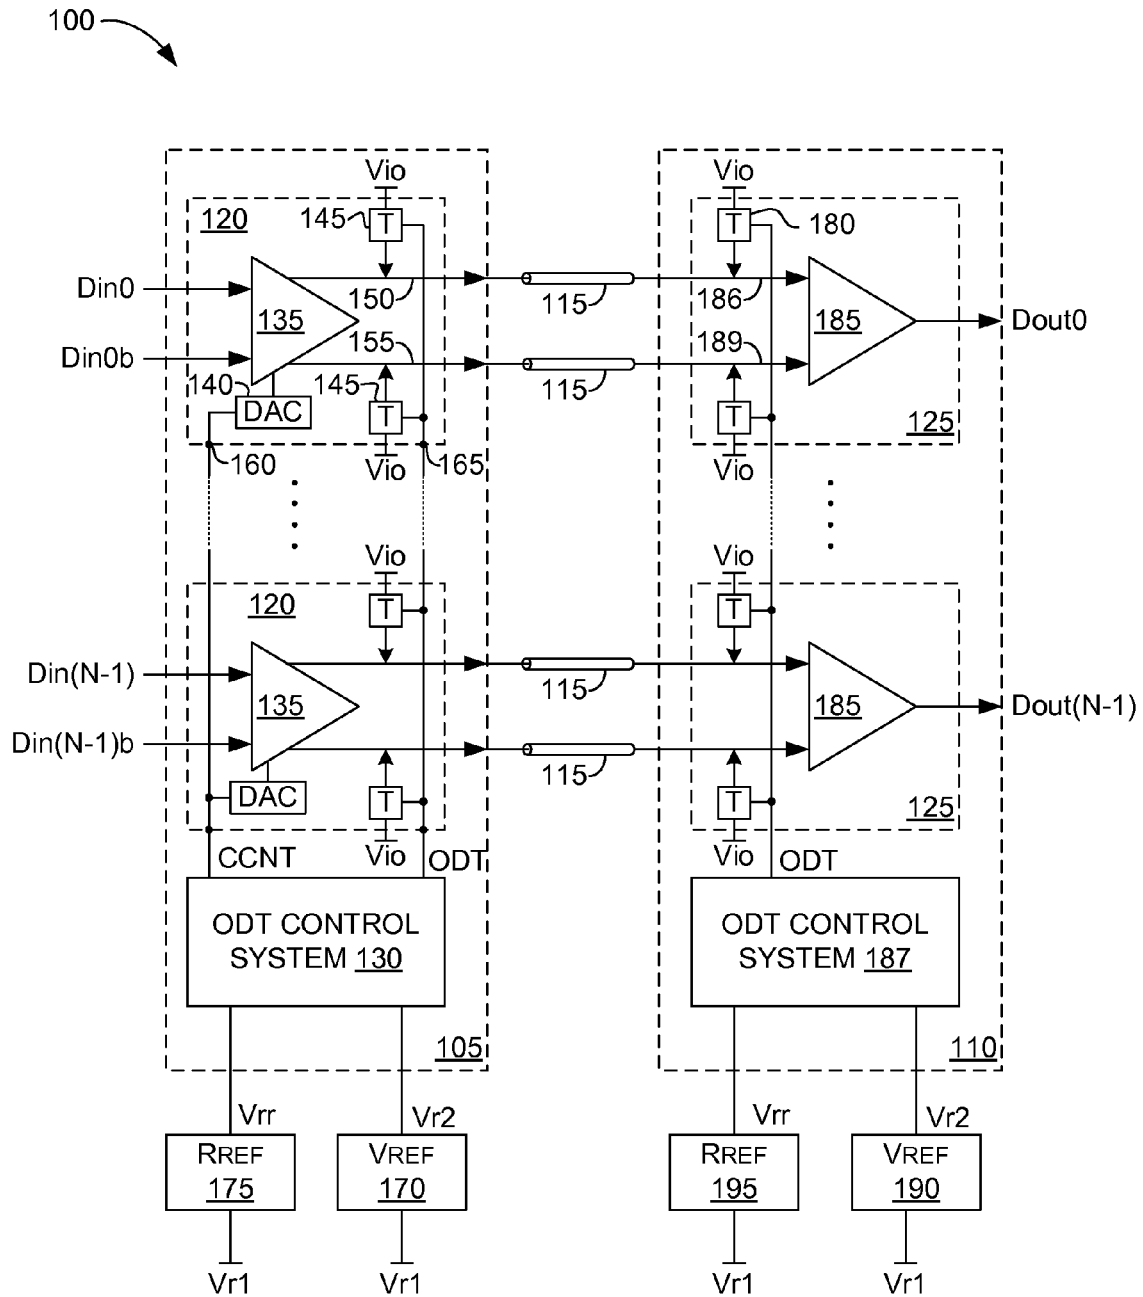 100
Vio
Vio
120
145
T
T
180
Din0
135
150
115
186
185
Dout0
Din0b
155
115
189
140
DAC
145
T
T
125
160
Vio
165
Vio
Vio
Vio
120
T
T
Din(N-1)
135
115
185
Dout(N-1)
Din(N-1)b
115
DAC
T
T
125
CCNT
Vio
ODT
Vio
ODT
ODT CONTROL
SYSTEM 130
ODT CONTROL
SYSTEM 187
105
110
Vrr
Vr2
Vrr
Vr2
RREF
175
VREF
170
RREF
195
VREF
190
Vr1
Vr1
Vr1
Vr1